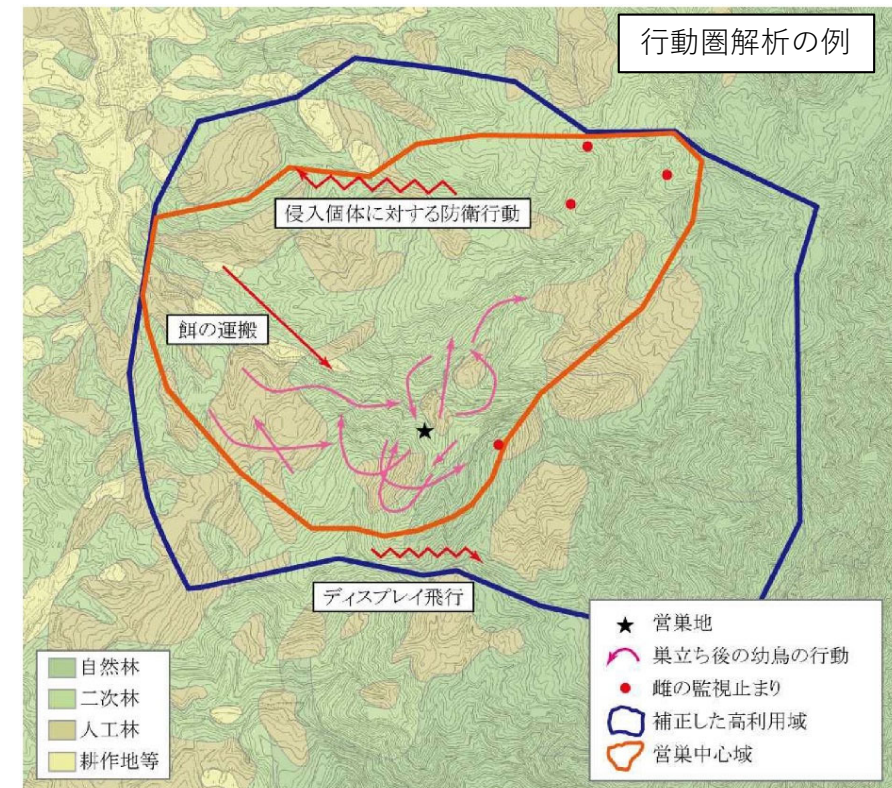 行動圏解析の例
侵入個体に対する防衛行動
餌の運搬
ディスプレイ飛行
自然林
二次林
人工林
耕作地等
営巣地
巣立ち後の幼鳥の行動
雌の監視止まり
補正した高利用域
営巣中心域